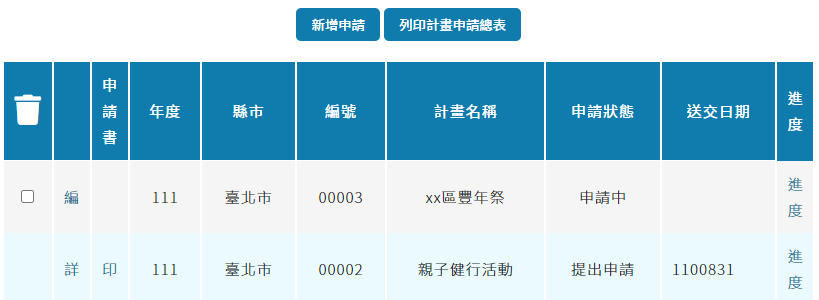 新增申請 列印計畫申請總表
申請書 年度 縣市 編號 計畫名稱 申請狀態 送交日期 進度
編 111 臺北市 00003 xx區豐年祭 申請中 進度
詳 印 111 臺北市 00002 親子健行活動 提出申請 1100831 進度